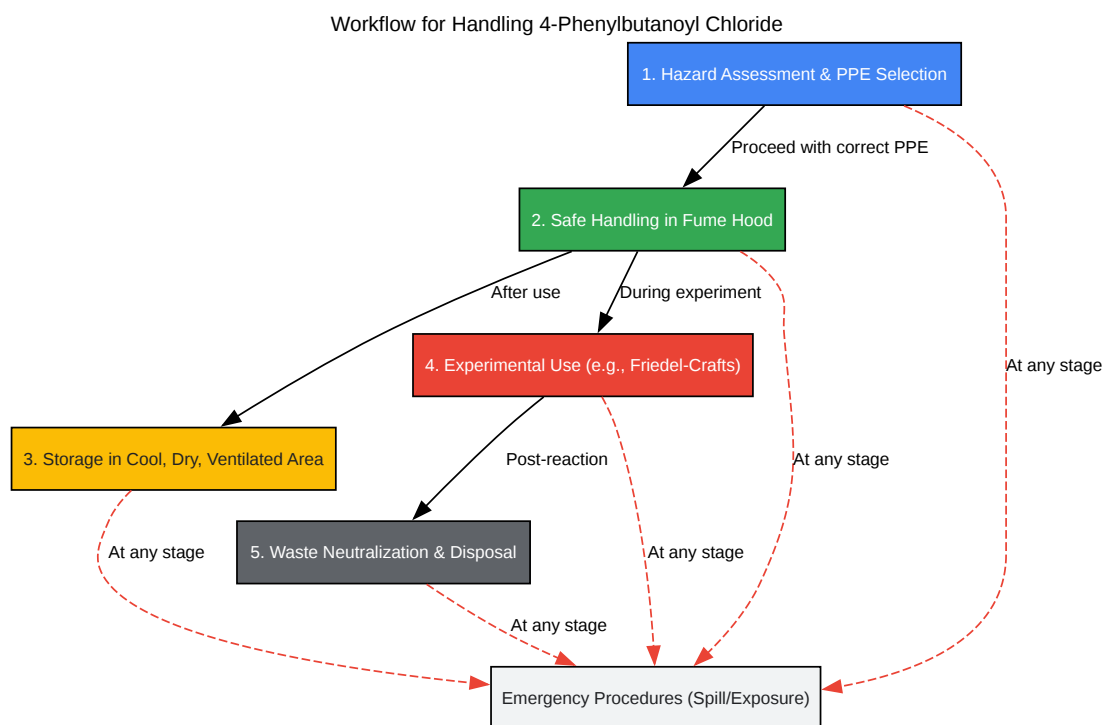 Workflow for Handling 4-Phenylbutanoyl Chloride
1. Hazard Assessment & PPE Selection
Proceed with correct PPE
2. Safe Handling in Fume Hood
After use
During experiment
4. Experimental Use (e.g., Friedel-Crafts)
At any stage
3. Storage in Cool, Dry, Ventilated Area
Post-reaction
At any stage
5. Waste Neutralization & Disposal
At any stage
At any stage
At any stage
Emergency Procedures (Spill/Exposure)